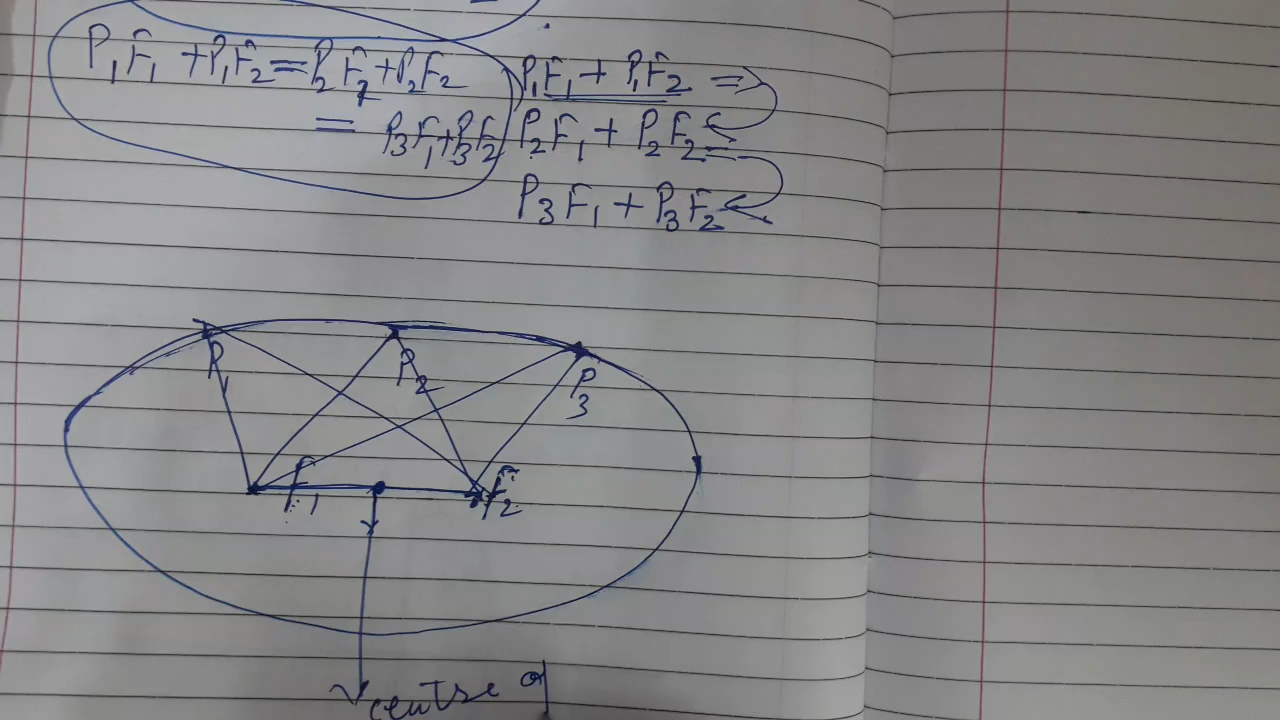 P₁F₁ + P₁F₂ = P₂F₂ + P₂F₂
= P₃F₁ + P₃F₂
P₁F₁ + P₁F₂ =>
P₂F₁ + P₂F₂ =
P₃F₁ + P₃F₂
P₁
P₂
P₃
F₁
F₂
centre of